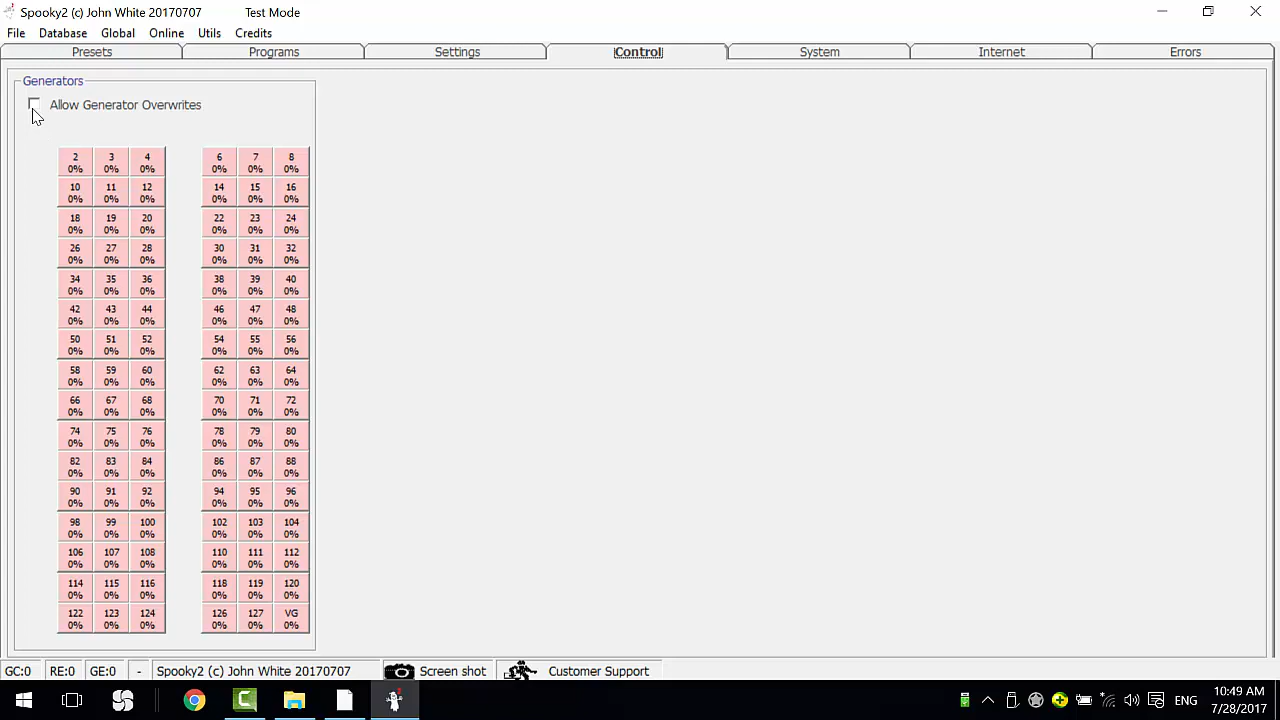 Spooky2 (c) John White 20170707 Test Mode
File Database Global Online Utils Credits
Presets Programs Settings Control System Internet Errors
Generators
Allow Generator Overwrites
2 3 4 6 7 8
0% 0% 0% 0% 0% 0%
10 11 12 14 15 16
0% 0% 0% 0% 0% 0%
18 19 20 22 23 24
0% 0% 0% 0% 0% 0%
26 27 28 30 31 32
0% 0% 0% 0% 0% 0%
34 35 36 38 39 40
0% 0% 0% 0% 0% 0%
42 43 44 46 47 48
0% 0% 0% 0% 0% 0%
50 51 52 54 55 56
0% 0% 0% 0% 0% 0%
58 59 60 62 63 64
0% 0% 0% 0% 0% 0%
66 67 68 70 71 72
0% 0% 0% 0% 0% 0%
74 75 76 78 79 80
0% 0% 0% 0% 0% 0%
82 83 84 86 87 88
0% 0% 0% 0% 0% 0%
90 91 92 94 95 96
0% 0% 0% 0% 0% 0%
98 99 100 102 103 104
0% 0% 0% 0% 0% 0%
106 107 108 110 111 112
0% 0% 0% 0% 0% 0%
114 115 116 118 119 120
0% 0% 0% 0% 0% 0%
122 123 124 126 127 VG
0% 0% 0% 0% 0% 0%
GC:0 RE:0 GE:0 - Spooky2 (c) John White 20170707 Screen shot Customer Support
ENG 10:49 AM
7/28/2017